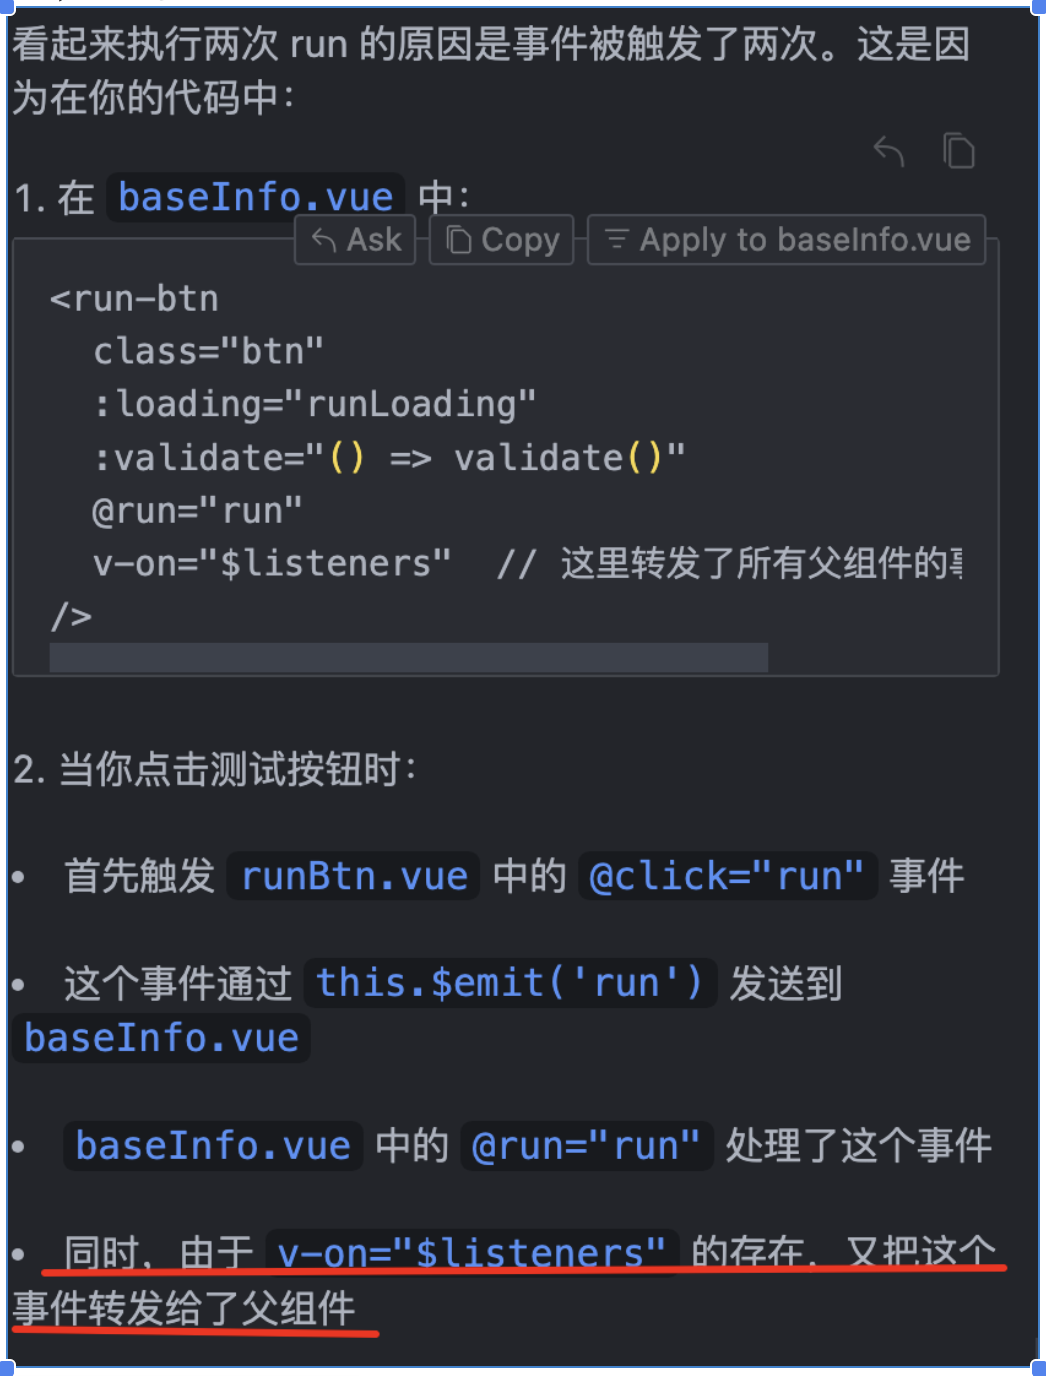 看起来执行两次 run 的原因是事件被触发了两次。这是因
为在你的代码中：
1. 在 baseInfo.vue 中：
Ask Copy Apply to baseInfo.vue
<run-btn
class="btn"
:loading="runLoading"
:validate="() => validate()"
@run="run"
v-on="$listeners" // 这里转发了所有父组件的
/>
2. 当你点击测试按钮时：
• 首先触发 runBtn.vue 中的 @click="run" 事件
• 这个事件通过 this.$emit('run') 发送到
baseInfo.vue
• baseInfo.vue 中的 @run="run" 处理了这个事件
• 同时，由于 v-on="$listeners" 的存在，又把这个
事件转发给了父组件